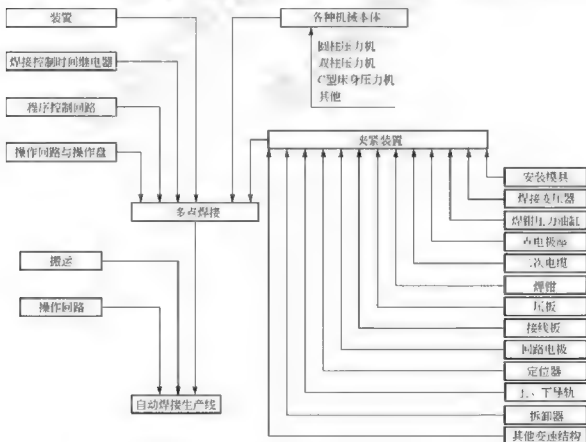 装置
焊接控制时间继电器
程序控制回路
操作回路与操作盘
各种机械本体
圆柱压力机
双柱压力机
C型床身压力机
其他
夹紧装置
多点焊接
搬送
操作回路
自动焊接生产线
安装模具
焊接变压器
焊钳压力油缸
点电极座
二次电缆
焊钳
压板
接线板
回路电极
定位器
上、下导轨
拆卸器
其他变速结构